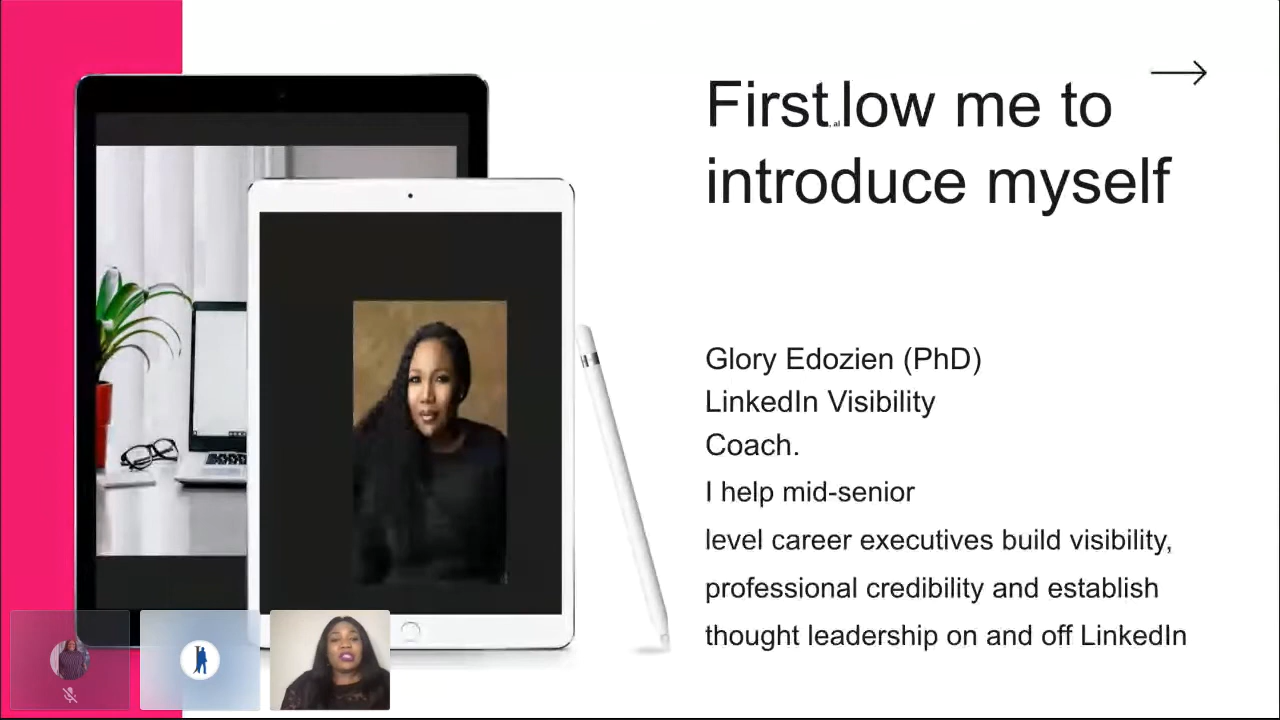 First, allow me to
introduce myself
Glory Edozien (PhD)
LinkedIn Visibility
Coach.
I help mid-senior
level career executives build visibility,
professional credibility and establish
thought leadership on and off LinkedIn